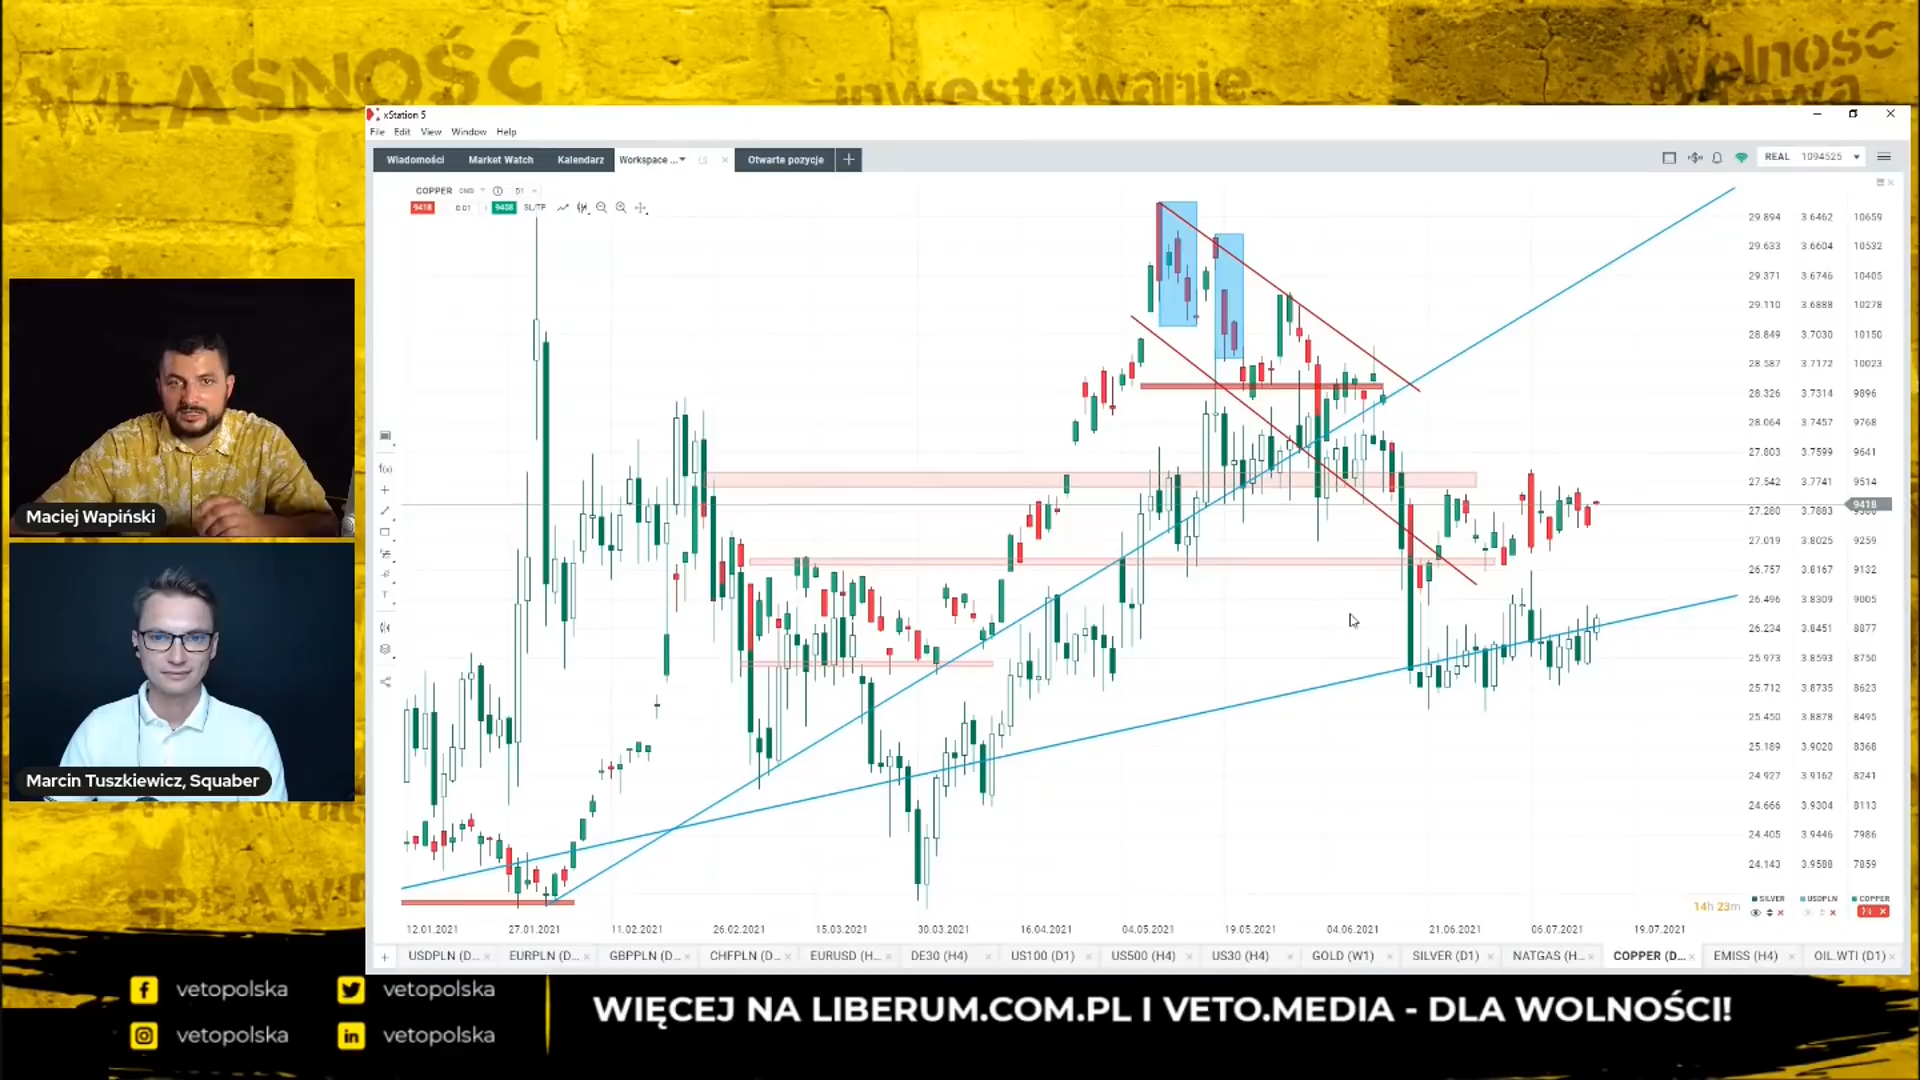 WŁASNOŚĆ
inwestowanie
Wolność
xStation 5
File Edit View Window Help
Wiadomości Market Watch Kalendarz Workspace ... Otwarte pozycje
REAL 1094525
COPPER CMD D1
9418 0.01 9438 SL/TP
29.894 3.6462 10659
29.633 3.6604 10532
29.371 3.6746 10405
29.110 3.6888 10278
28.849 3.7030 10150
28.587 3.7172 10023
28.326 3.7314 9896
28.064 3.7457 9768
27.803 3.7599 9641
27.542 3.7741 9514
9418
27.280 3.7883
27.019 3.8025 9259
26.757 3.8167 9132
26.496 3.8309 9005
26.234 3.8451 8877
25.973 3.8593 8750
25.712 3.8735 8623
25.450 3.8878 8495
25.189 3.9020 8368
24.927 3.9162 8241
24.666 3.9304 8113
24.405 3.9446 7986
24.143 3.9588 7859
SILVER USDPLN COPPER
14h 23m
12.01.2021 27.01.2021 11.02.2021 26.02.2021 15.03.2021 30.03.2021 16.04.2021 04.05.2021 19.05.2021 04.06.2021 21.06.2021 06.07.2021 19.07.2021
USDPLN (D... EURPLN (D... GBPPLN (D... CHFPLN (D... EURUSD (H... DE30 (H4) US100 (D1) US500 (H4) US30 (H4) GOLD (W1) SILVER (D1) NATGAS (H... COPPER (D... EMISS (H4) OIL.WTI (D1)
Maciej Wapiński
Marcin Tuszkiewicz, Squaber
vetopolska vetopolska
vetopolska vetopolska
WIĘCEJ NA LIBERUM.COM.PL I VETO.MEDIA - DLA WOLNOŚCI!